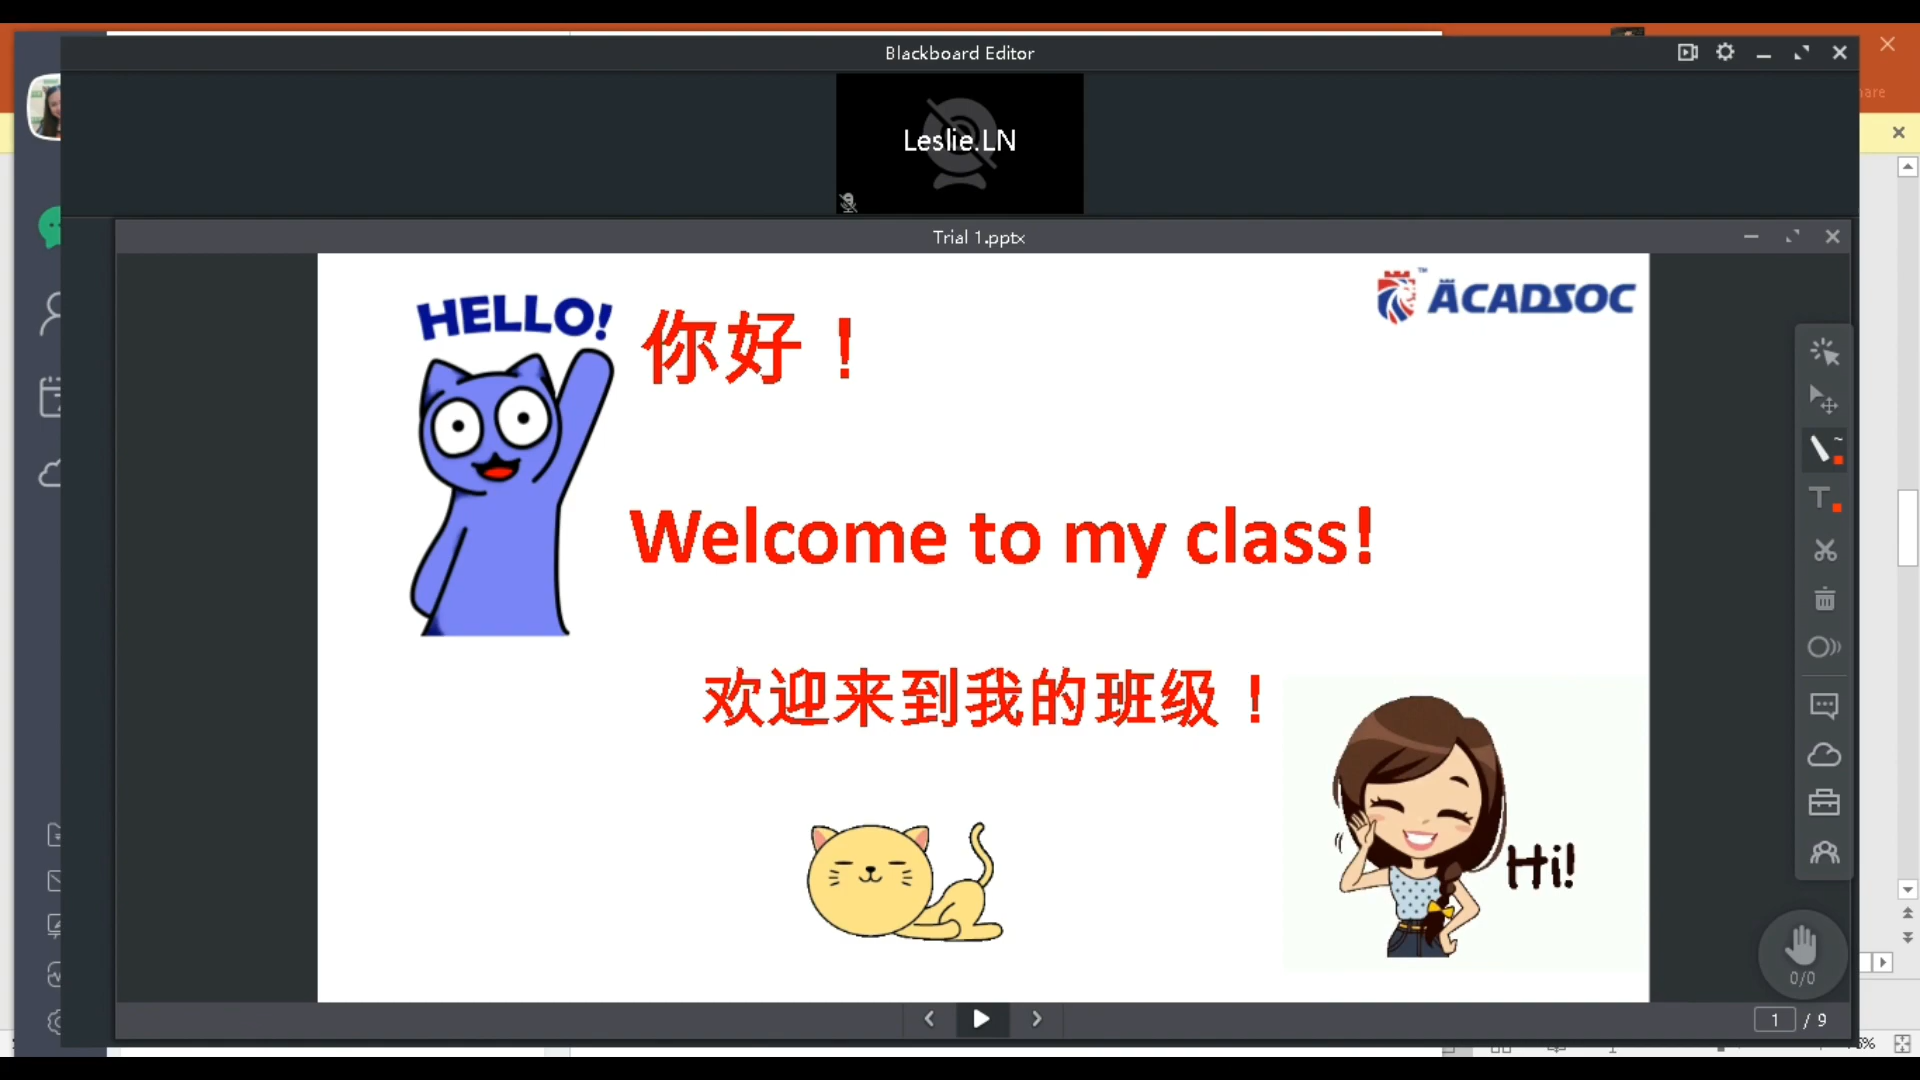 Blackboard Editor
Leslie.LN
Trial 1.pptx
HELLO!
你好！
ACADSOC
Welcome to my class!
欢迎来到我的班级！
Hi!
0/0
1 / 9